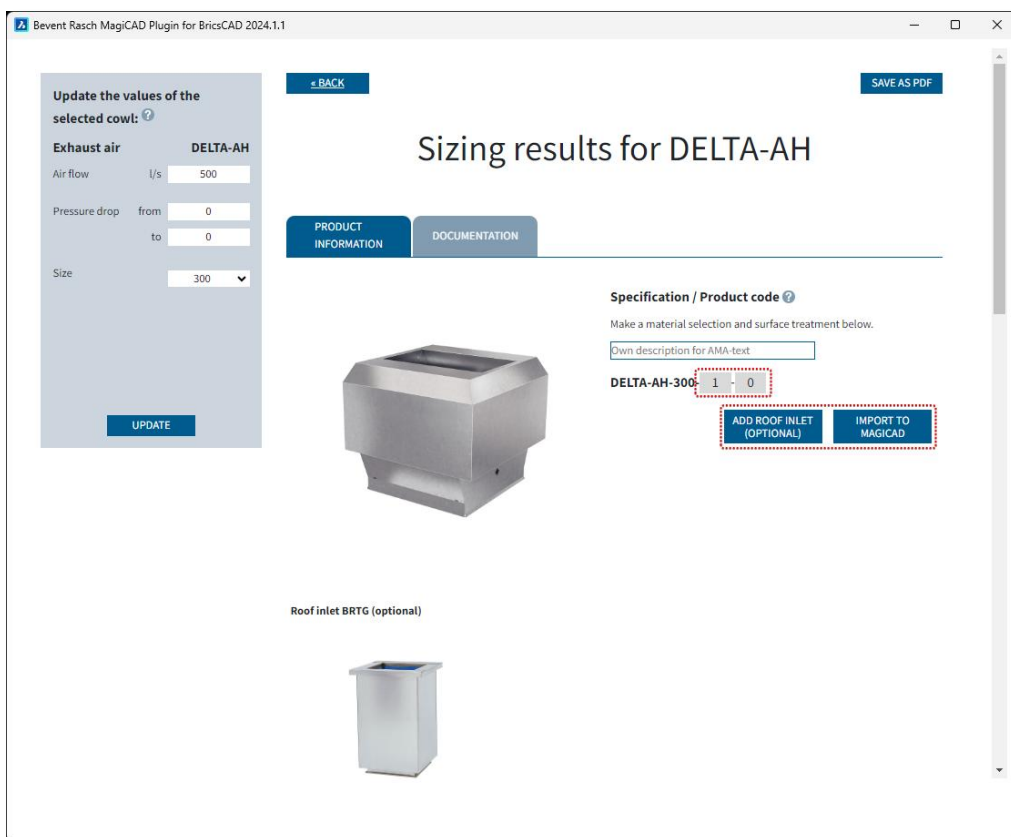 Bevent Rasch MagiCAD Plugin for BricsCAD 2024.1.1
Update the values of the
selected cowl: ?
Exhaust air DELTA-AH
Air flow l/s 500
Pressure drop from 0
to 0
Size 300
UPDATE
« BACK
SAVE AS PDF
Sizing results for DELTA-AH
PRODUCT
INFORMATION
DOCUMENTATION
Specification / Product code ?
Make a material selection and surface treatment below.
Own description for AMA-text
DELTA-AH-300- 1 - 0
ADD ROOF INLET
(OPTIONAL)
IMPORT TO
MAGICAD
Roof inlet BRTG (optional)